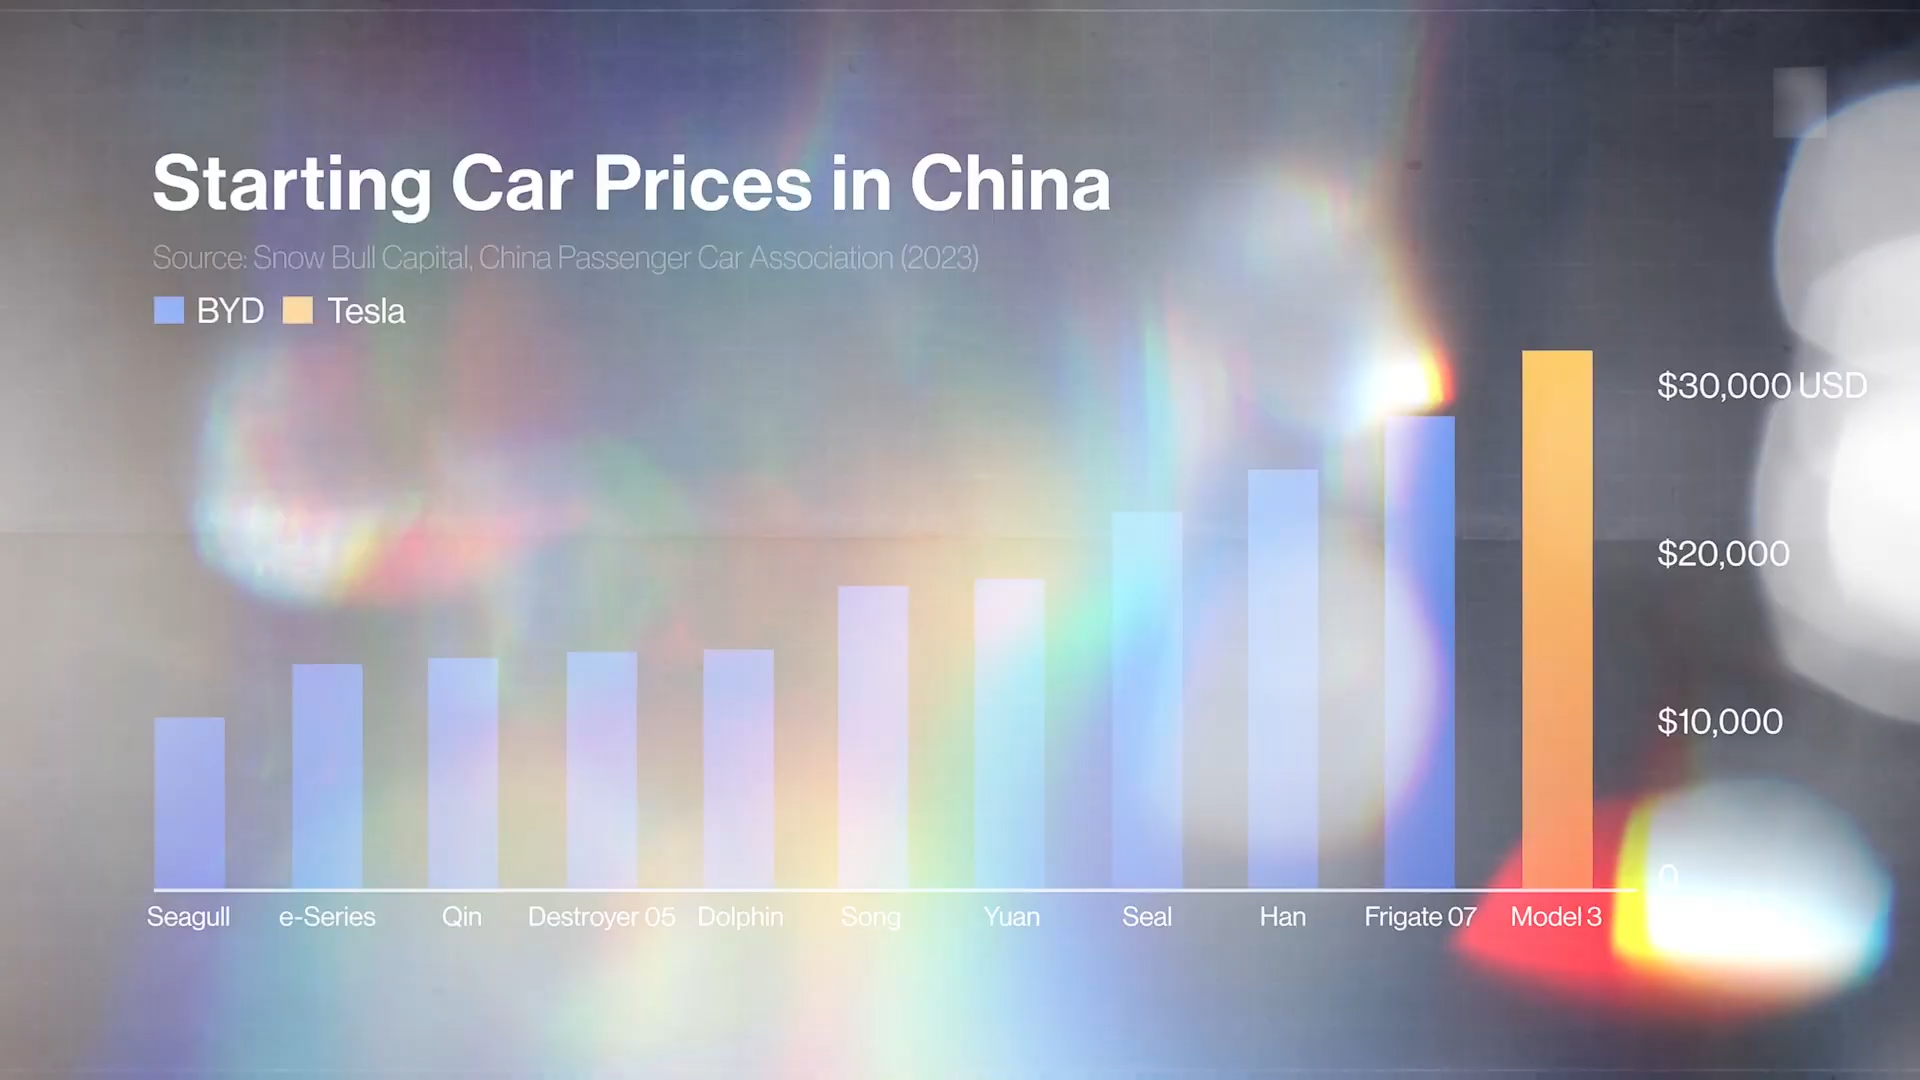 Starting Car Prices in China
Source: Snow Bull Capital, China Passenger Car Association (2023)
BYD Tesla
$30,000 USD
$20,000
$10,000
0
Seagull e-Series Qin Destroyer 05 Dolphin Song Yuan Seal Han Frigate 07 Model 3